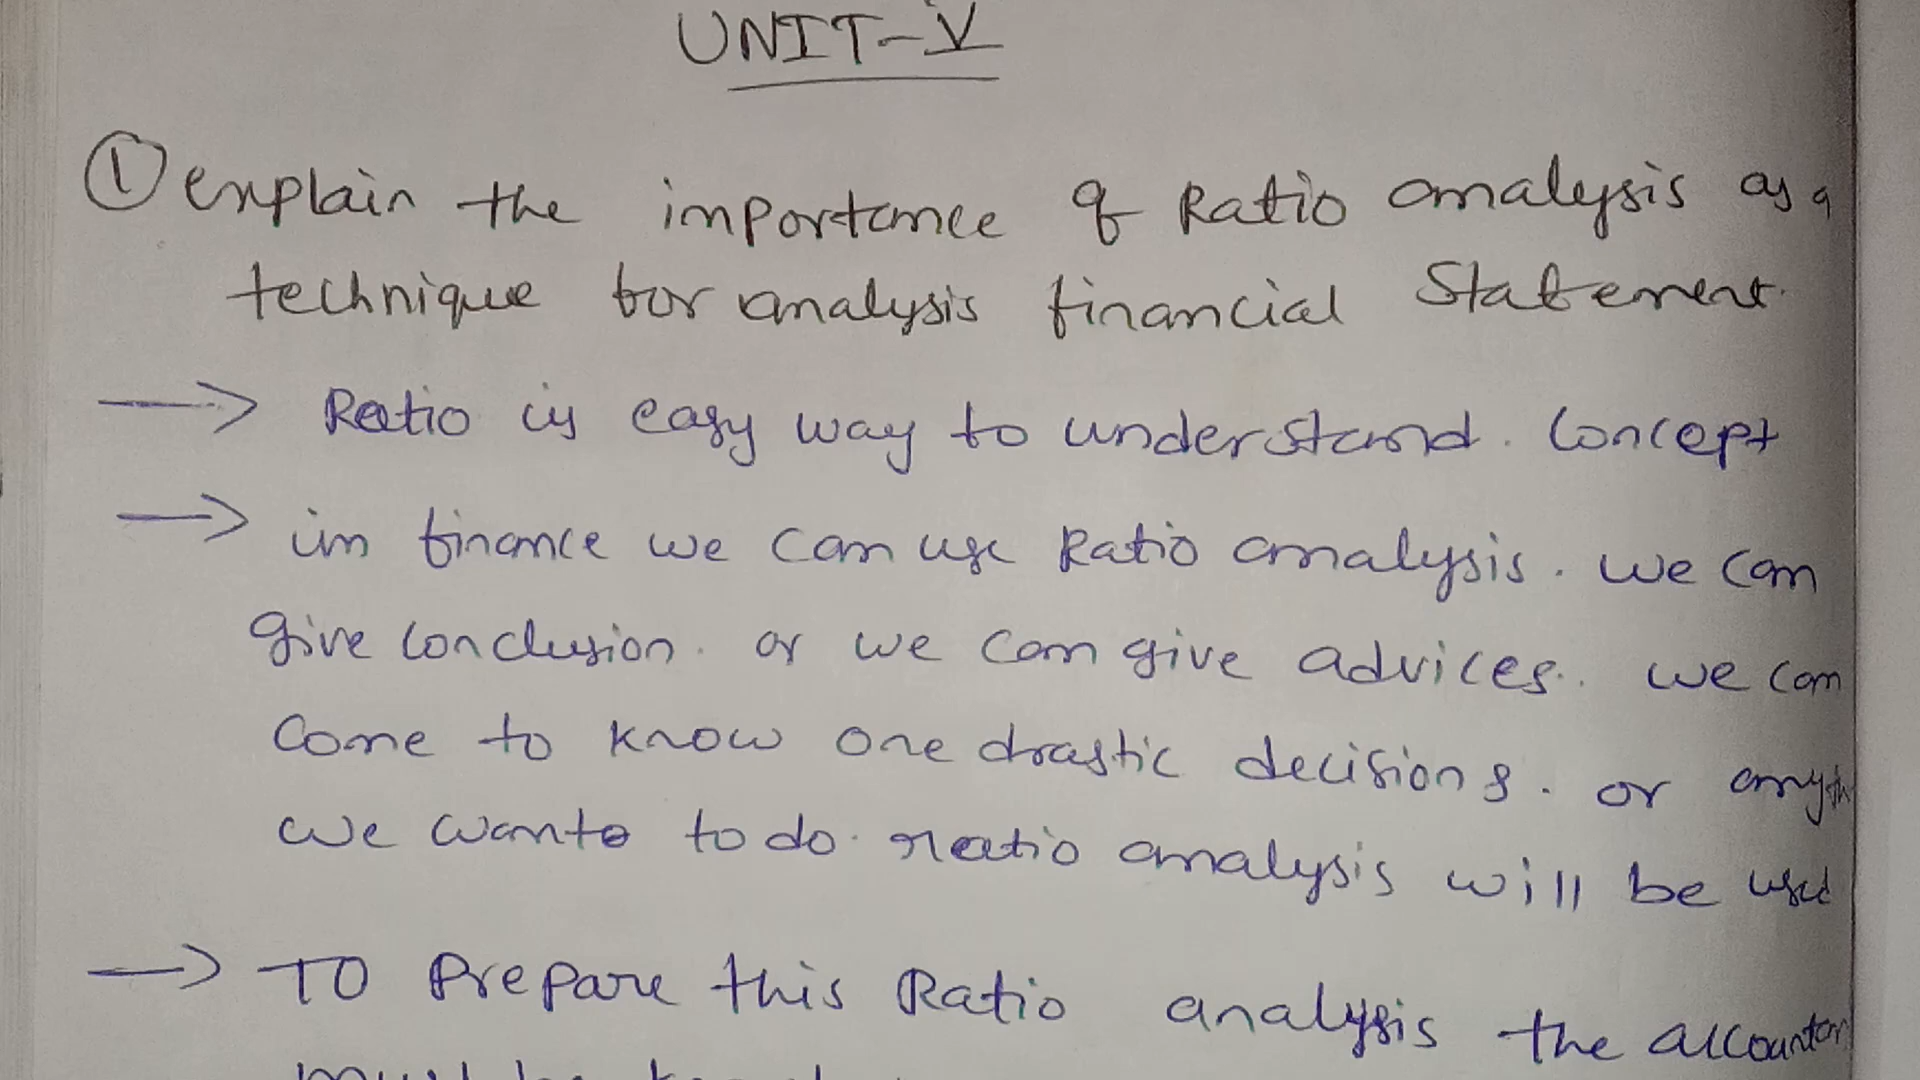 UNIT-V
① explain the importance of Ratio analysis as a
technique for analysis financial Statement.
→ Ratio is easy way to understand. Concept
→ in finance we can use Ratio analysis. we can
give conclusion. or we can give advices.. we can
come to know one drastic decisions. or
we wants to do. ratio analysis will be used
→ TO Prepare this Ratio analysis the